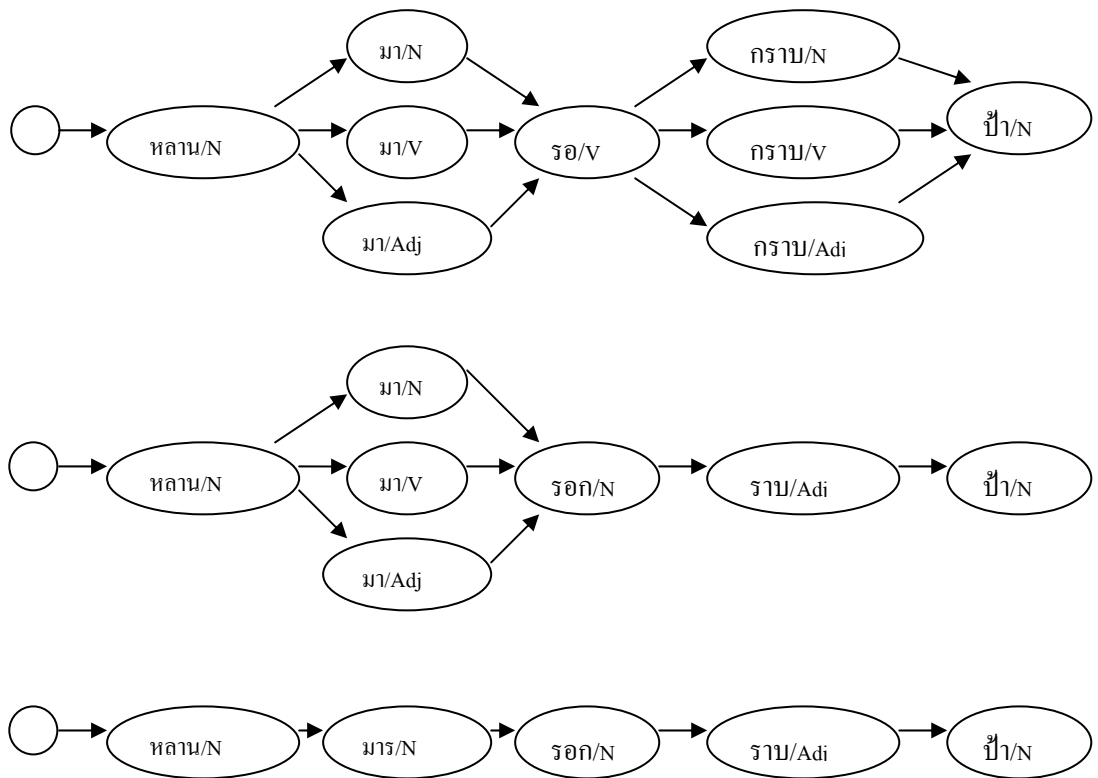 มา/N
กราบ/N
หลาน/N
มา/V
รอ/V
กราบ/V
ป้า/N
มา/Adj
กราบ/Adj
มา/N
หลาน/N
มา/V
รอก/N
ราบ/Adj
ป้า/N
มา/Adj
หลาน/N
มาร/N
รอก/N
ราบ/Adj
ป้า/N